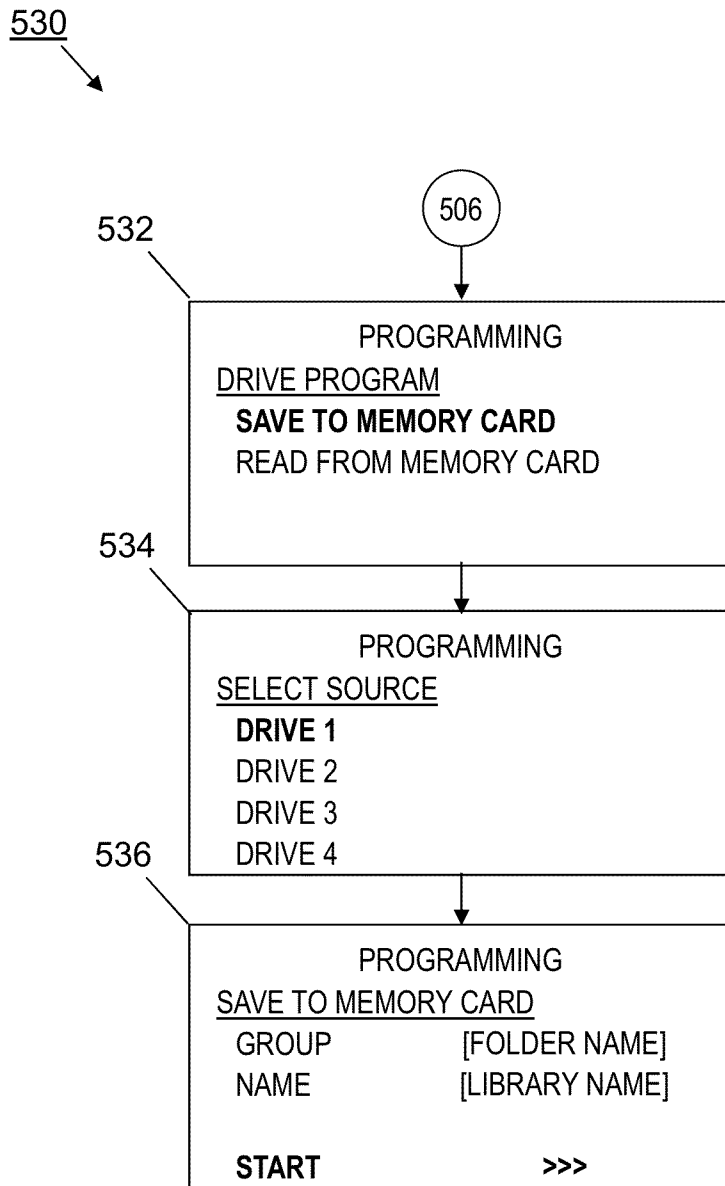 530
506
532
PROGRAMMING
DRIVE PROGRAM
SAVE TO MEMORY CARD
READ FROM MEMORY CARD
534
PROGRAMMING
SELECT SOURCE
DRIVE 1
DRIVE 2
DRIVE 3
DRIVE 4
536
PROGRAMMING
SAVE TO MEMORY CARD
GROUP [FOLDER NAME]
NAME [LIBRARY NAME]
START >>>